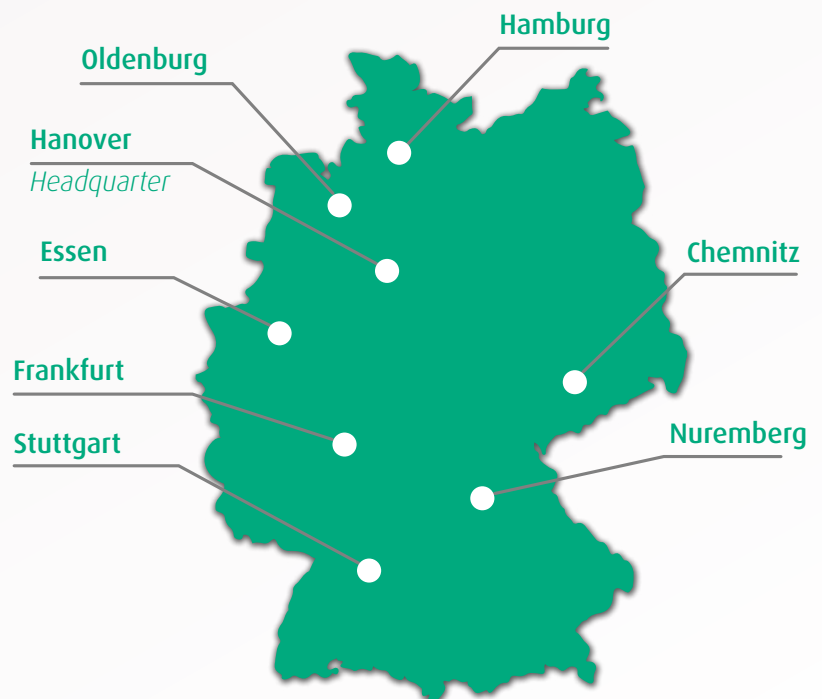 Hamburg
Oldenburg
Hanover
Headquarter
Essen
Chemnitz
Frankfurt
Nuremberg
Stuttgart